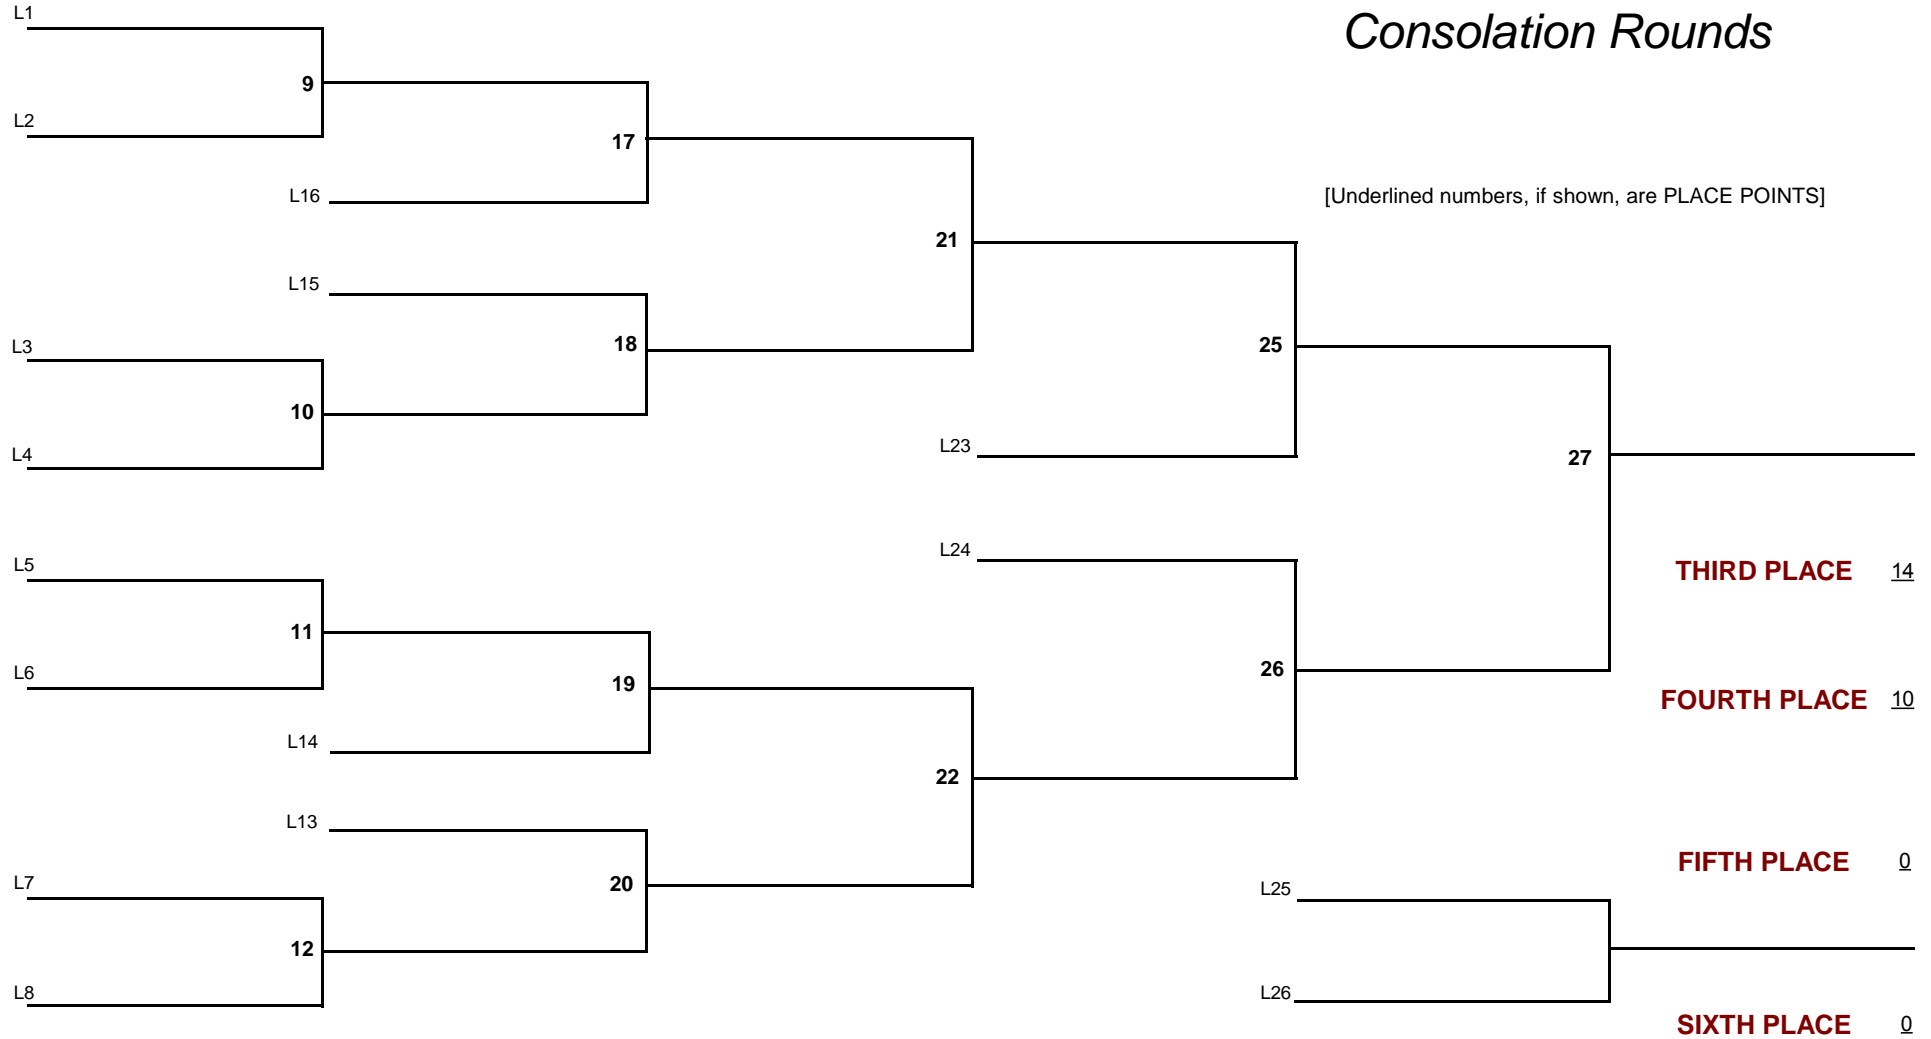 L1
Consolation Rounds
9
L2
17
L16
[Underlined numbers, if shown, are PLACE POINTS]
21
L15
L3
18
25
10
L4
L23
27
L24
L5
THIRD PLACE 14
11
L6
19
26
FOURTH PLACE 10
L14
22
L13
FIFTH PLACE 0
L7
20
L25
12
L8
L26
SIXTH PLACE 0